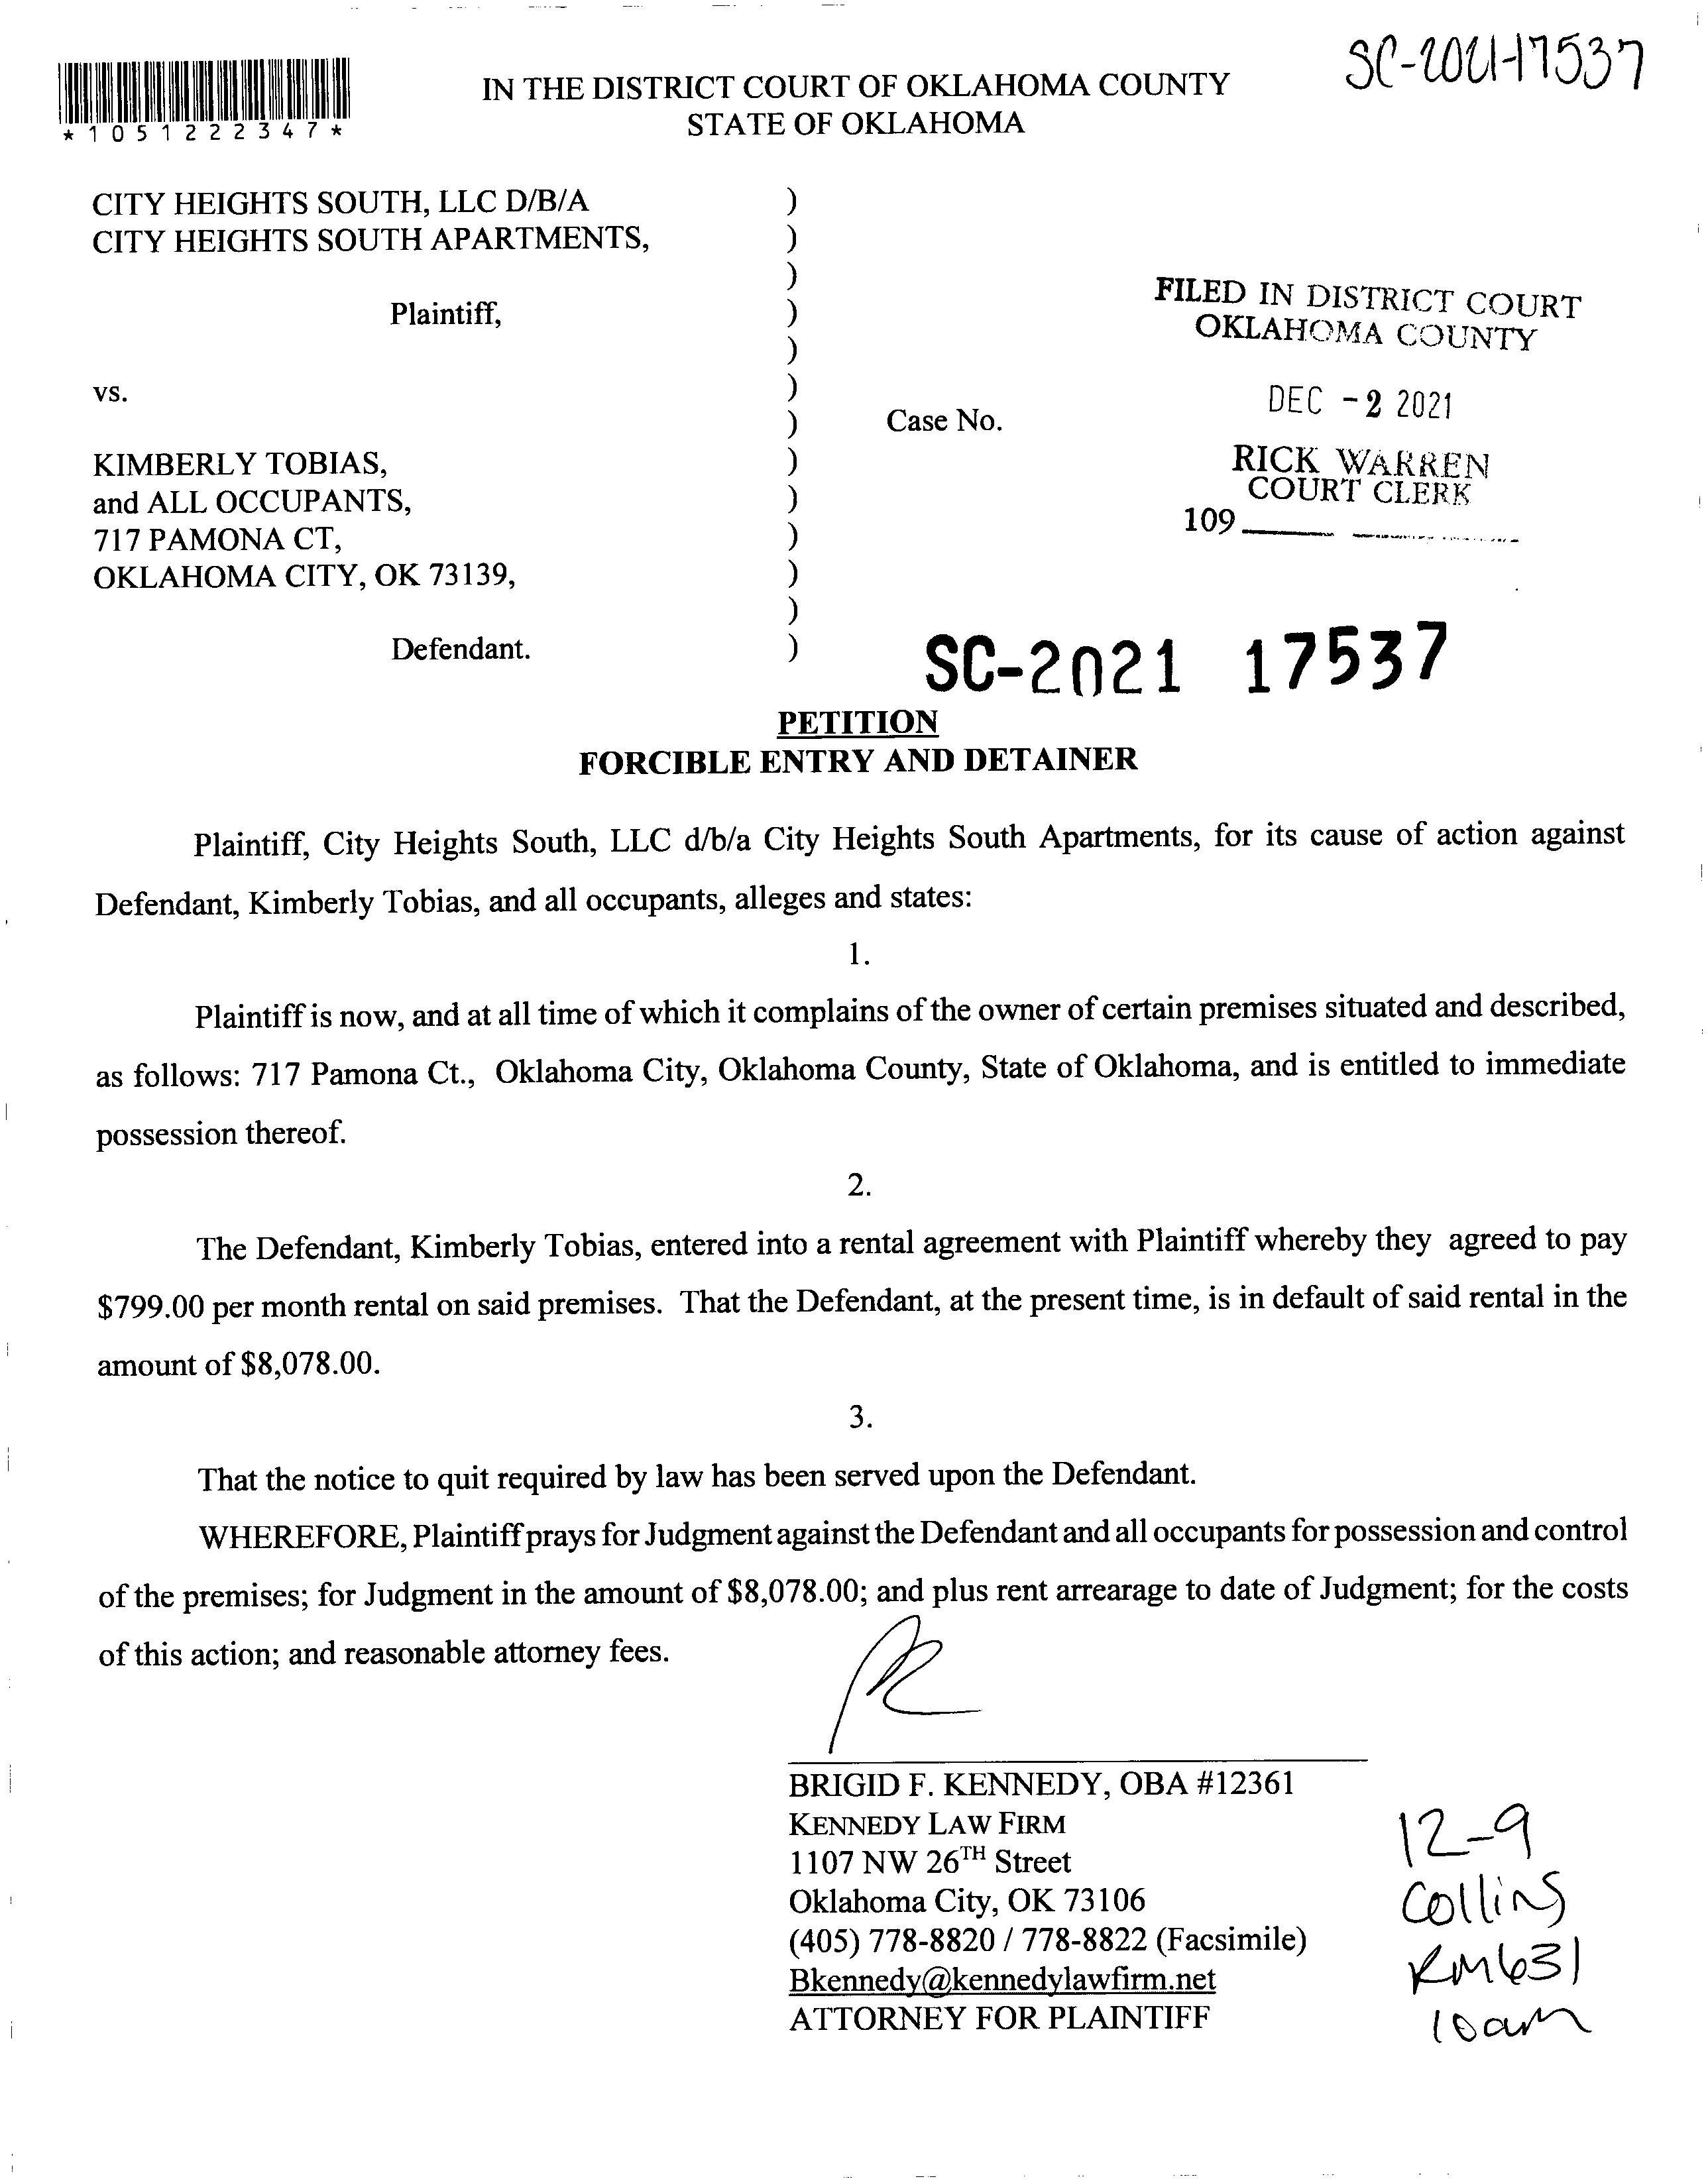 SC-2021-17537
*1051222347*
IN THE DISTRICT COURT OF OKLAHOMA COUNTY
STATE OF OKLAHOMA
CITY HEIGHTS SOUTH, LLC D/B/A )
CITY HEIGHTS SOUTH APARTMENTS, )
)
Plaintiff, )
)
vs. )
) Case No.
KIMBERLY TOBIAS, )
and ALL OCCUPANTS, )
717 PAMONA CT, )
OKLAHOMA CITY, OK 73139, )
)
Defendant. )
FILED IN DISTRICT COURT
OKLAHOMA COUNTY
DEC -2 2021
RICK WARREN
COURT CLERK
109
SC-2021 17537
PETITION
FORCIBLE ENTRY AND DETAINER
Plaintiff, City Heights South, LLC d/b/a City Heights South Apartments, for its cause of action against
Defendant, Kimberly Tobias, and all occupants, alleges and states:
1.
Plaintiff is now, and at all time of which it complains of the owner of certain premises situated and described,
as follows: 717 Pamona Ct., Oklahoma City, Oklahoma County, State of Oklahoma, and is entitled to immediate
possession thereof.
2.
The Defendant, Kimberly Tobias, entered into a rental agreement with Plaintiff whereby they agreed to pay
$799.00 per month rental on said premises. That the Defendant, at the present time, is in default of said rental in the
amount of $8,078.00.
3.
That the notice to quit required by law has been served upon the Defendant.
WHEREFORE, Plaintiff prays for Judgment against the Defendant and all occupants for possession and control
of the premises; for Judgment in the amount of $8,078.00; and plus rent arrearage to date of Judgment; for the costs
of this action; and reasonable attorney fees.
BRIGID F. KENNEDY, OBA #12361
KENNEDY LAW FIRM
1107 NW 26TH Street
Oklahoma City, OK 73106
(405) 778-8820 / 778-8822 (Facsimile)
Bkennedy@kennedylawfirm.net
ATTORNEY FOR PLAINTIFF
12-9
Collins
RM631
10am